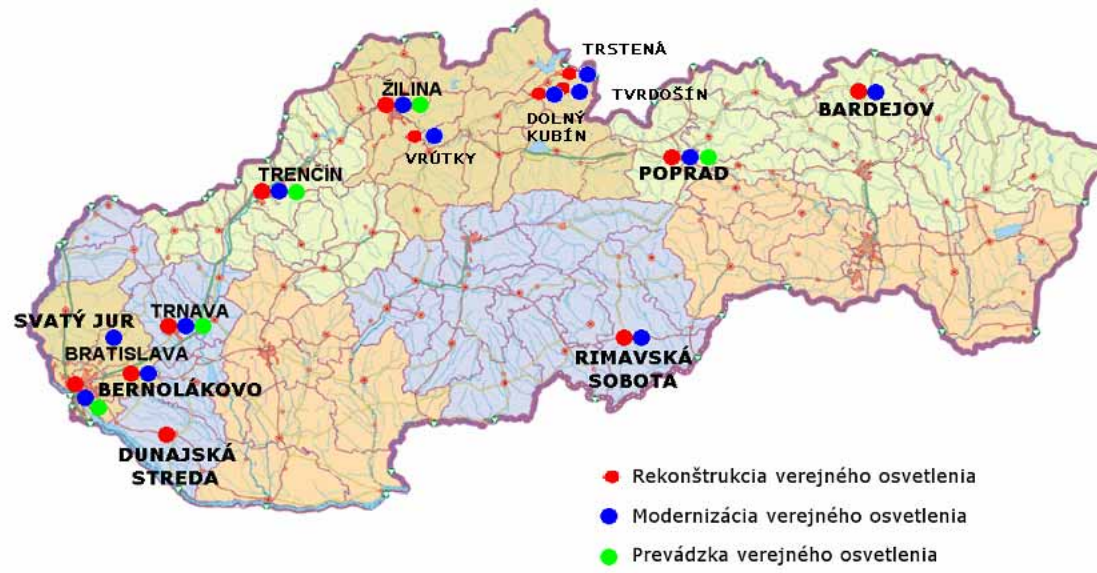 TRSTENÁ
ŽILINA
TVRDOŠÍN
BARDEJOV
DOLNÝ
KUBÍN
VRÚTKY
TRENČÍN
POPRAD
TRNAVA
SVATÝ JUR
BRATISLAVA
BERNOLÁKOVO
RIMAVSKÁ
SOBOTA
DUNAJSKÁ
STREDA
Rekonštrukcia verejného osvetlenia
Modernizácia verejného osvetlenia
Prevádzka verejného osvetlenia